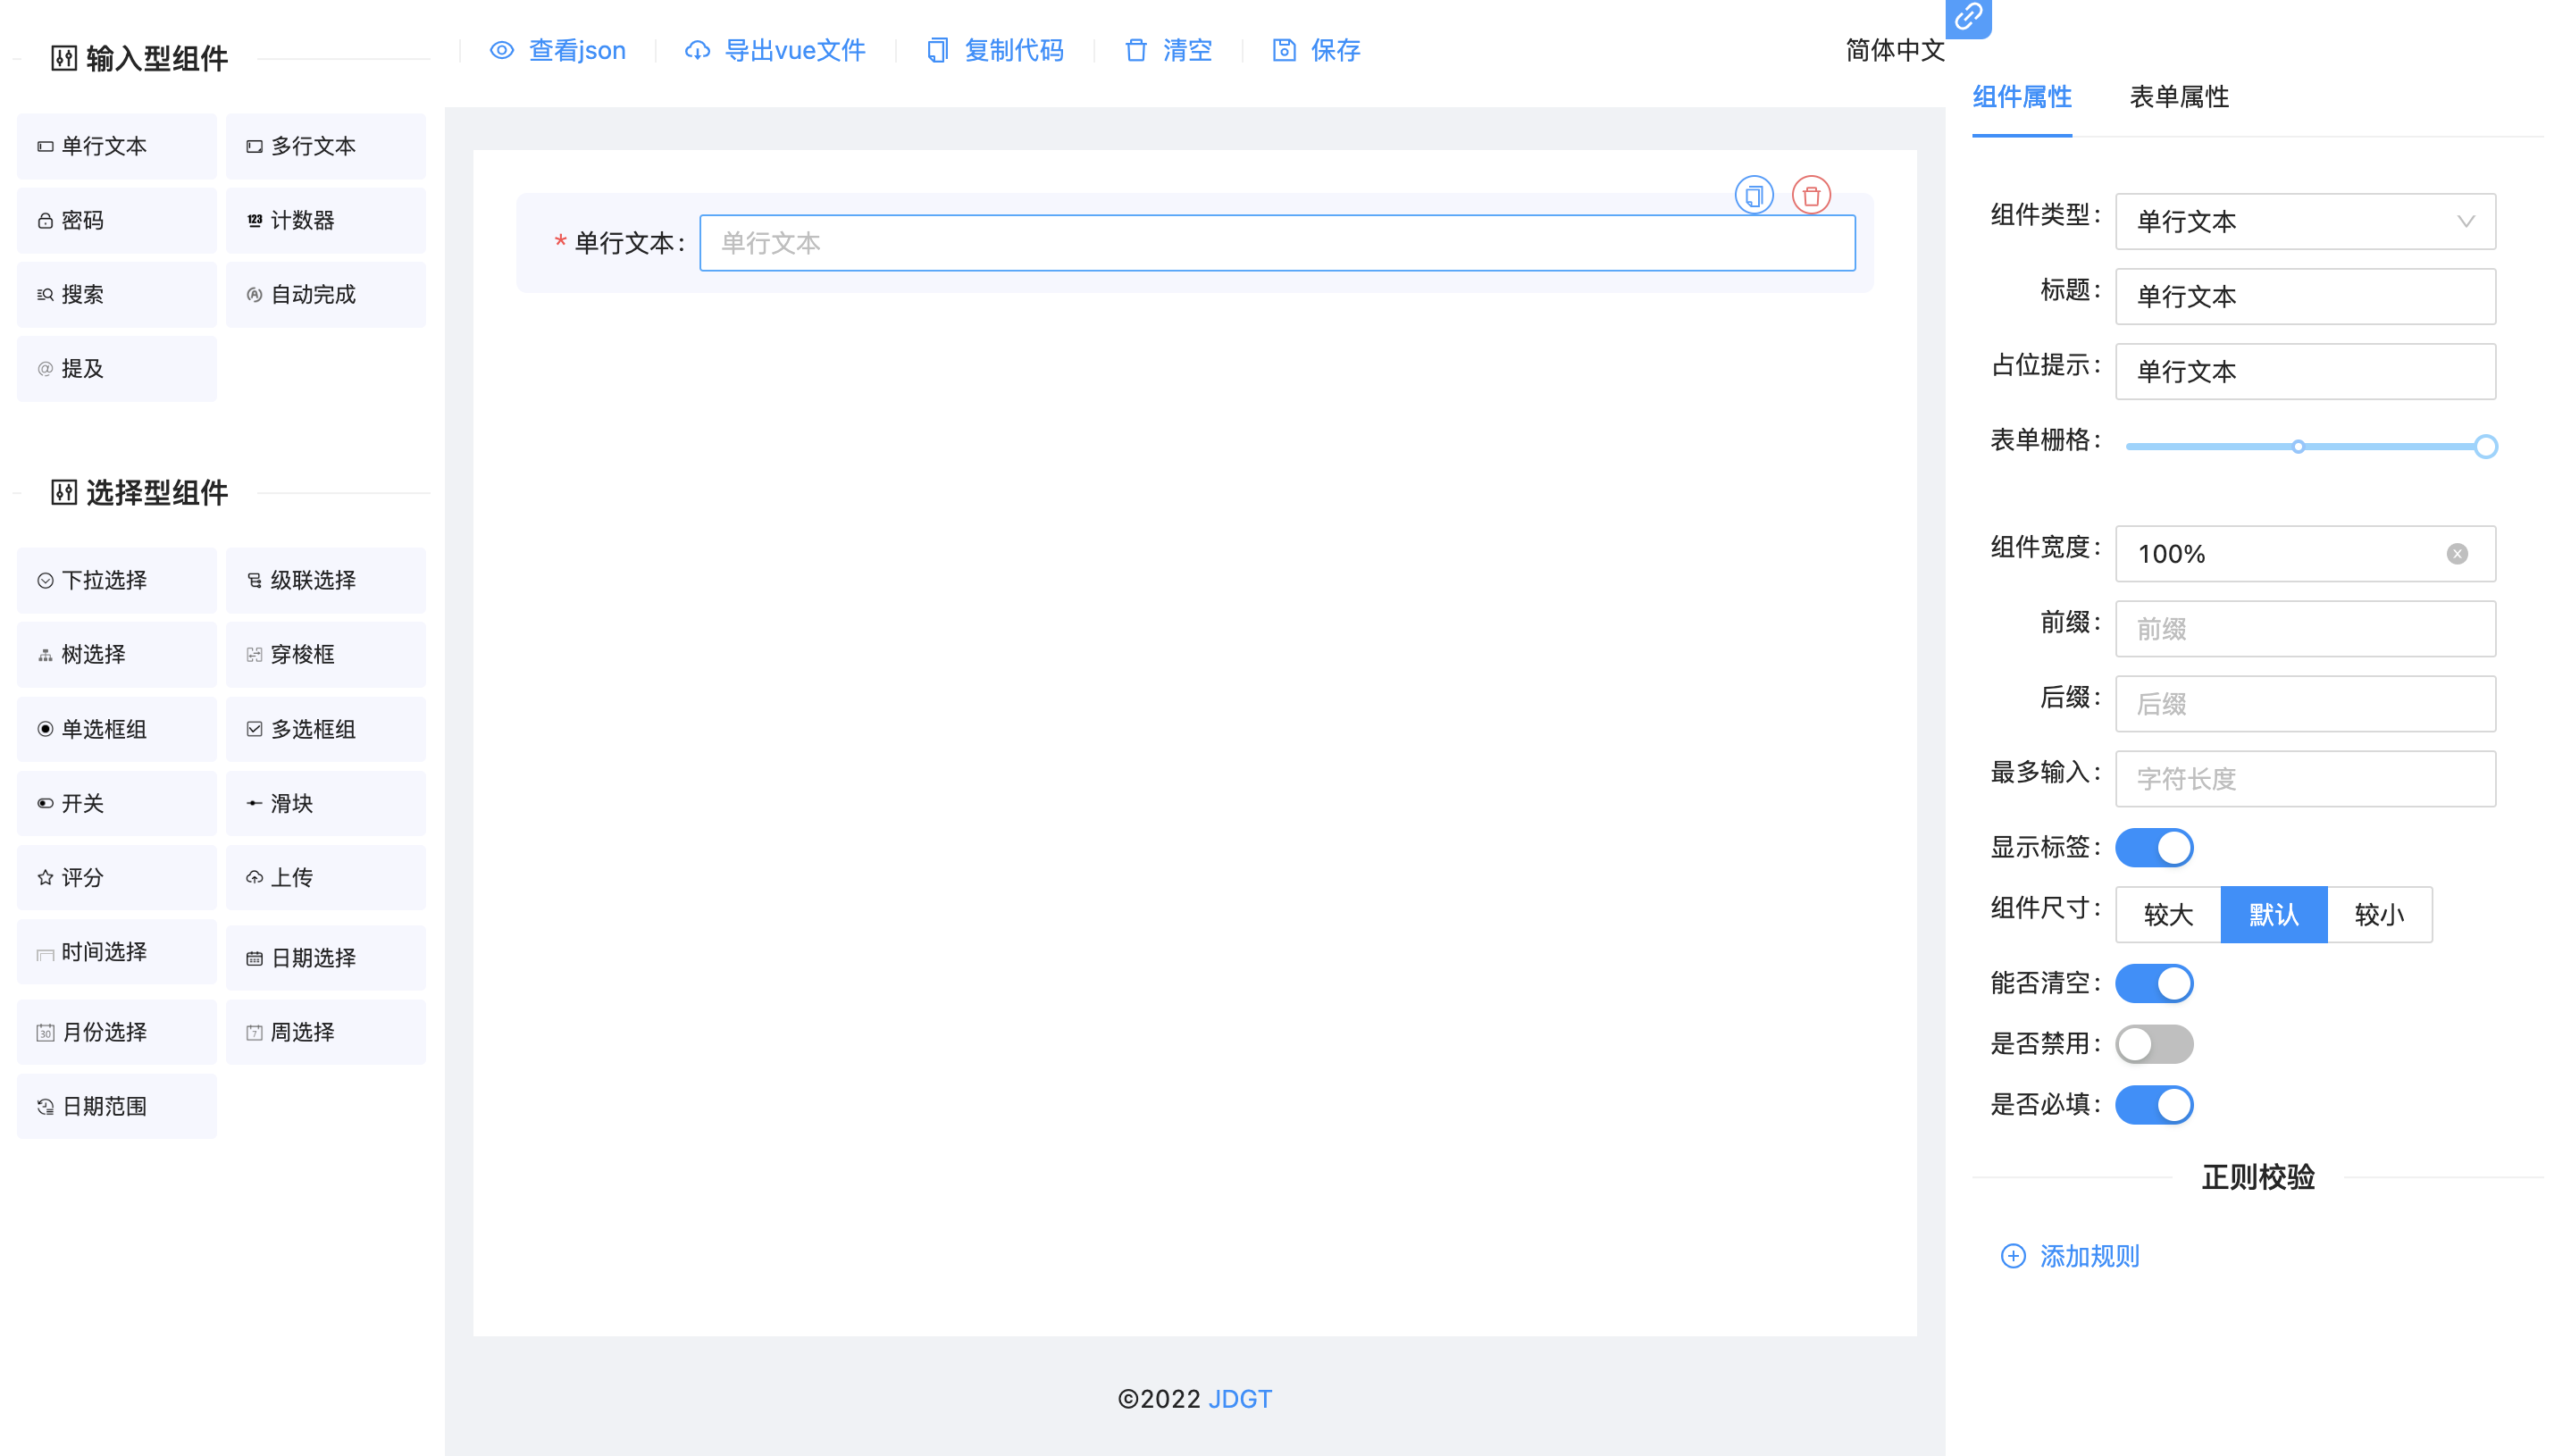 输入型组件
单行文本
多行文本
密码
123 计数器
搜索
自动完成
@ 提及
选择型组件
下拉选择
级联选择
树选择
穿梭框
单选框组
多选框组
开关
滑块
评分
上传
时间选择
日期选择
30 月份选择
7 周选择
日期范围
查看json
导出vue文件
复制代码
清空
保存
简体中文
* 单行文本:
单行文本
©2022 JDGT
组件属性
表单属性
组件类型: 单行文本
标题: 单行文本
占位提示: 单行文本
表单栅格:
组件宽度: 100%
前缀: 前缀
后缀: 后缀
最多输入: 字符长度
显示标签:
组件尺寸: 较大 默认 较小
能否清空:
是否禁用:
是否必填:
正则校验
添加规则